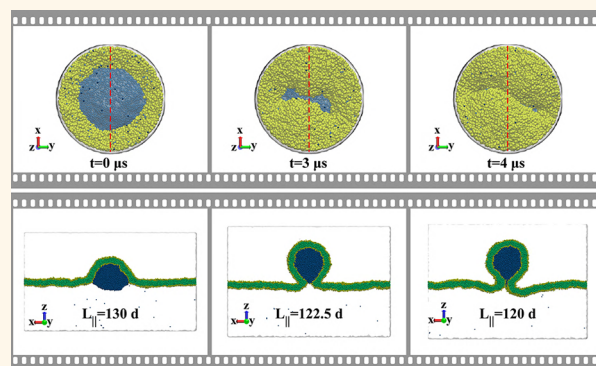 x
z y
t=0 μs
x
z y
t=3 μs
x
z y
t=4 μs
z
x y
L||=130 d
z
x y
L||=122.5 d
z
x y
L||=120 d